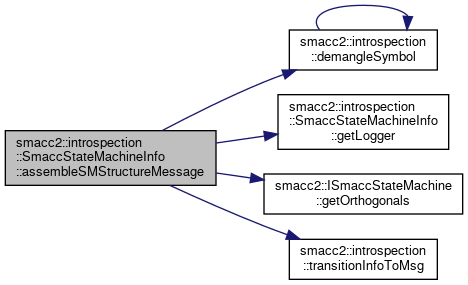 smacc2::introspection
::demangleSymbol
smacc2::introspection
::SmaccStateMachineInfo
::getLogger
smacc2::introspection
::SmaccStateMachineInfo
::assembleSMStructureMessage
smacc2::ISmaccStateMachine
::getOrthogonals
smacc2::introspection
::transitionInfoToMsg